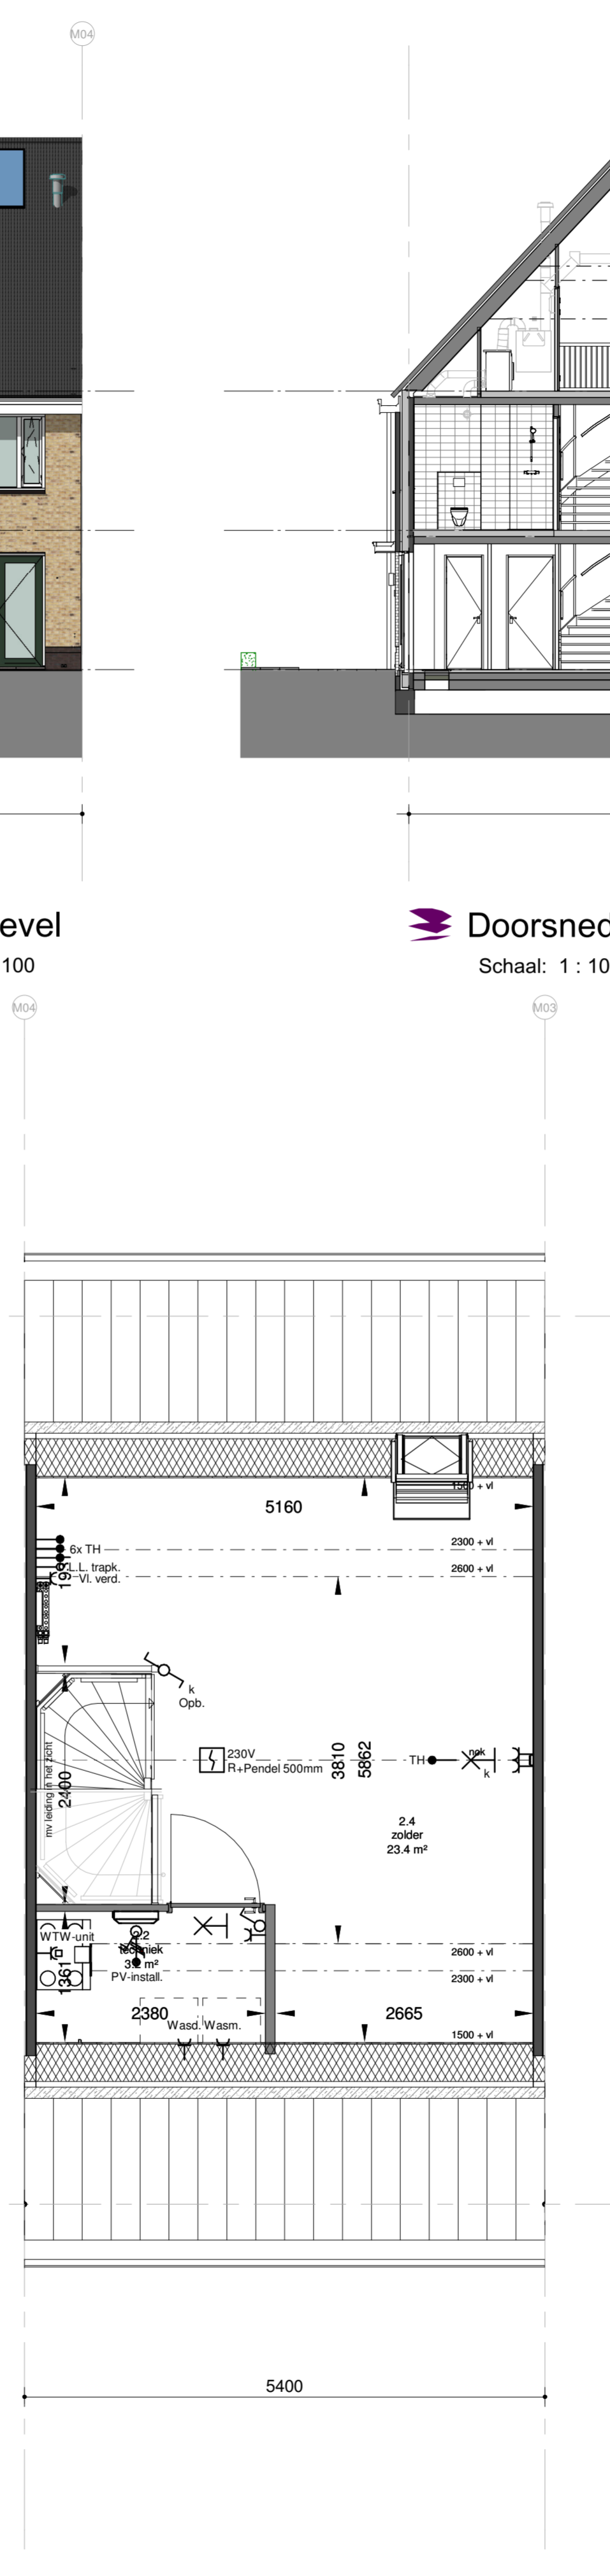 M04
evel
100
Doorsned
Schaal: 1 : 10
M04
M03
1500 + vl
5160
6x TH
2300 + vl
L.L. trapk.
2600 + vl
Vl. verd.
k
Opb.
mv leiding in het zicht
2400
230V
R+Pendel 500mm
3810
5862
TH
nok
k
2.4
zolder
23.4 m²
WTW-unit
2.2
techniek
PV-install.
1361
2600 + vl
2300 + vl
2380
2665
Wasd. Wasm.
1500 + vl
5400